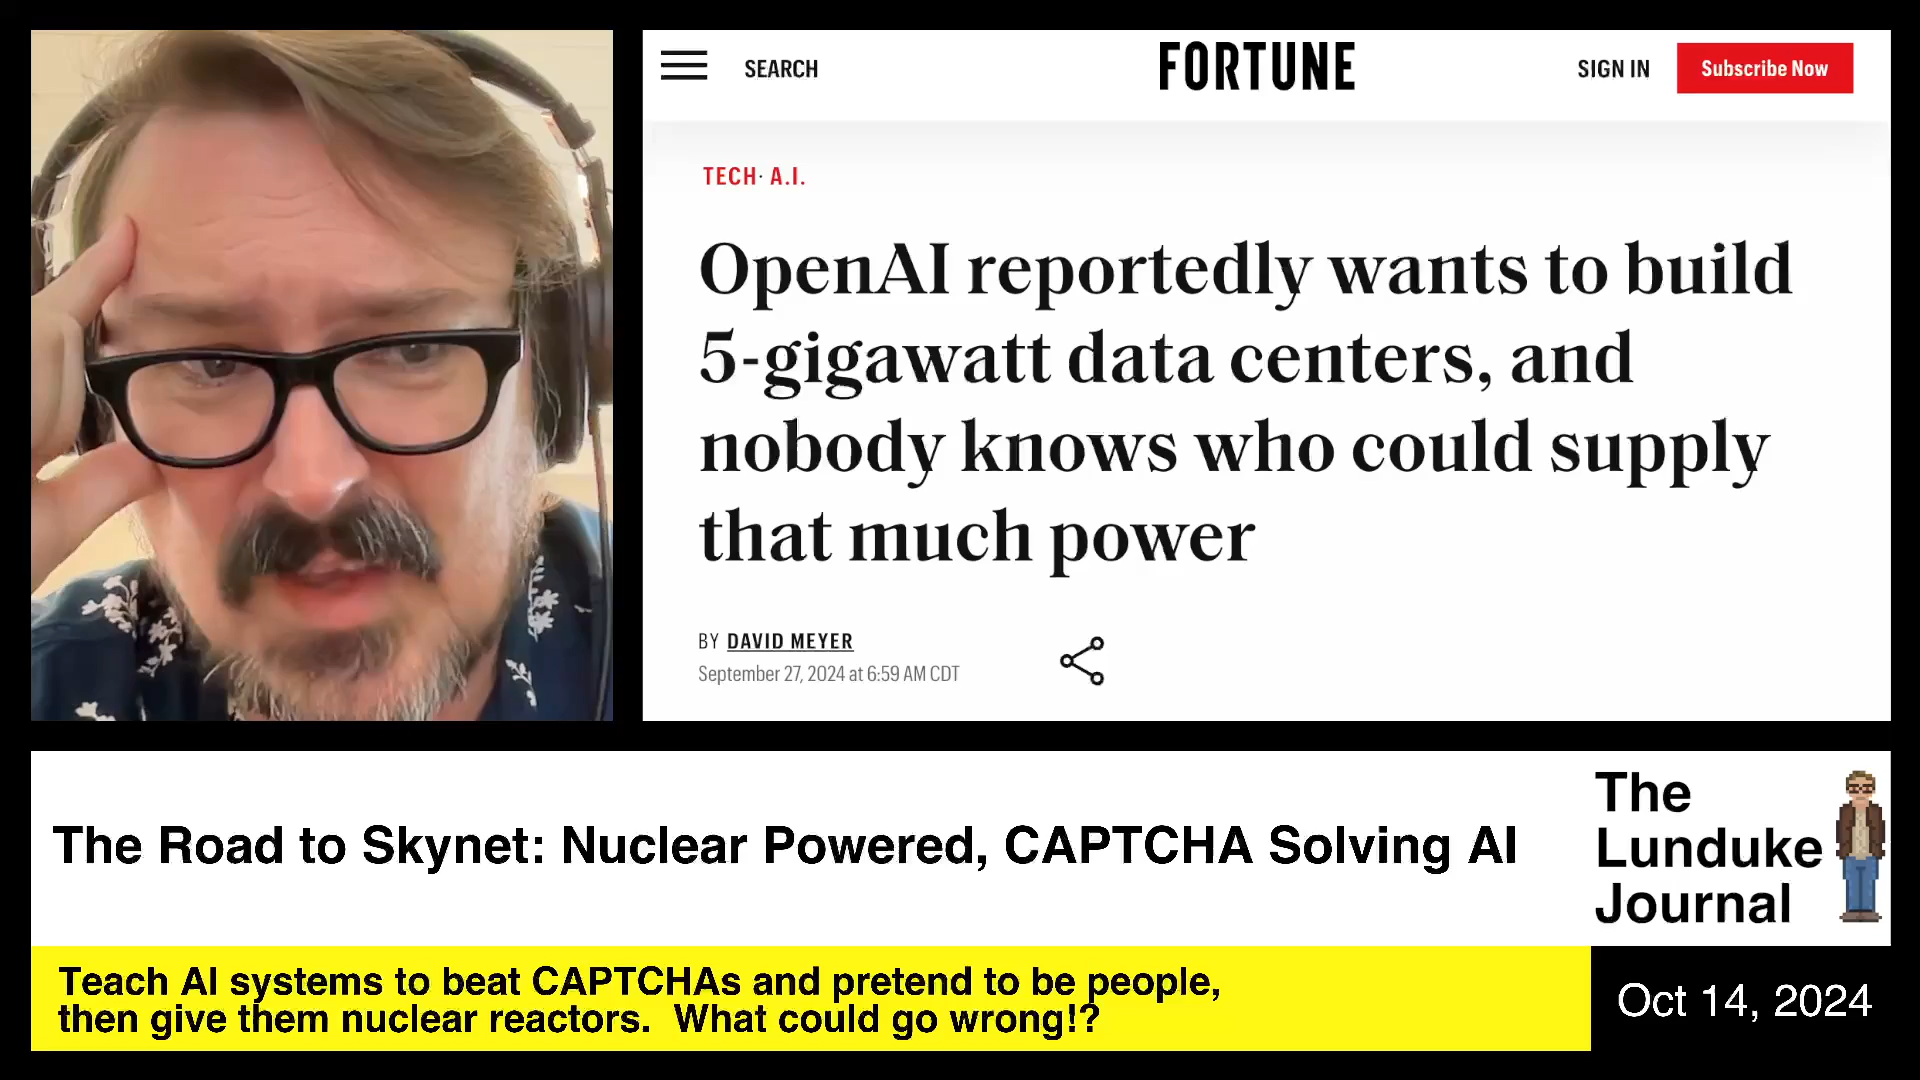 SEARCH
FORTUNE
SIGN IN
Subscribe Now
TECH· A.I.
OpenAI reportedly wants to build
5-gigawatt data centers, and
nobody knows who could supply
that much power
BY DAVID MEYER
September 27, 2024 at 6:59 AM CDT
The Road to Skynet: Nuclear Powered, CAPTCHA Solving AI
The
Lunduke
Journal
Teach AI systems to beat CAPTCHAs and pretend to be people,
then give them nuclear reactors.  What could go wrong!?
Oct 14, 2024